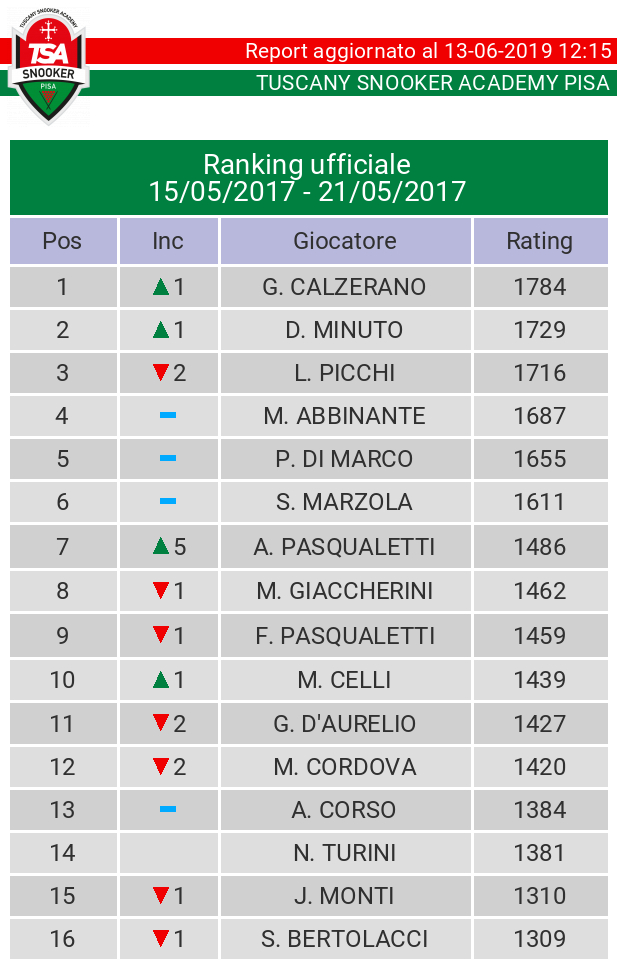 TUSCANY SNOOKER ACADEMY
TSA
SNOOKER
PISA
Report aggiornato al 13-06-2019 12:15
TUSCANY SNOOKER ACADEMY PISA
Ranking ufficiale
15/05/2017 - 21/05/2017
Pos Inc Giocatore Rating
1 ▲1 G. CALZERANO 1784
2 ▲1 D. MINUTO 1729
3 ▼2 L. PICCHI 1716
4 - M. ABBINANTE 1687
5 - P. DI MARCO 1655
6 - S. MARZOLA 1611
7 ▲5 A. PASQUALETTI 1486
8 ▼1 M. GIACCHERINI 1462
9 ▼1 F. PASQUALETTI 1459
10 ▲1 M. CELLI 1439
11 ▼2 G. D'AURELIO 1427
12 ▼2 M. CORDOVA 1420
13 - A. CORSO 1384
14 N. TURINI 1381
15 ▼1 J. MONTI 1310
16 ▼1 S. BERTOLACCI 1309